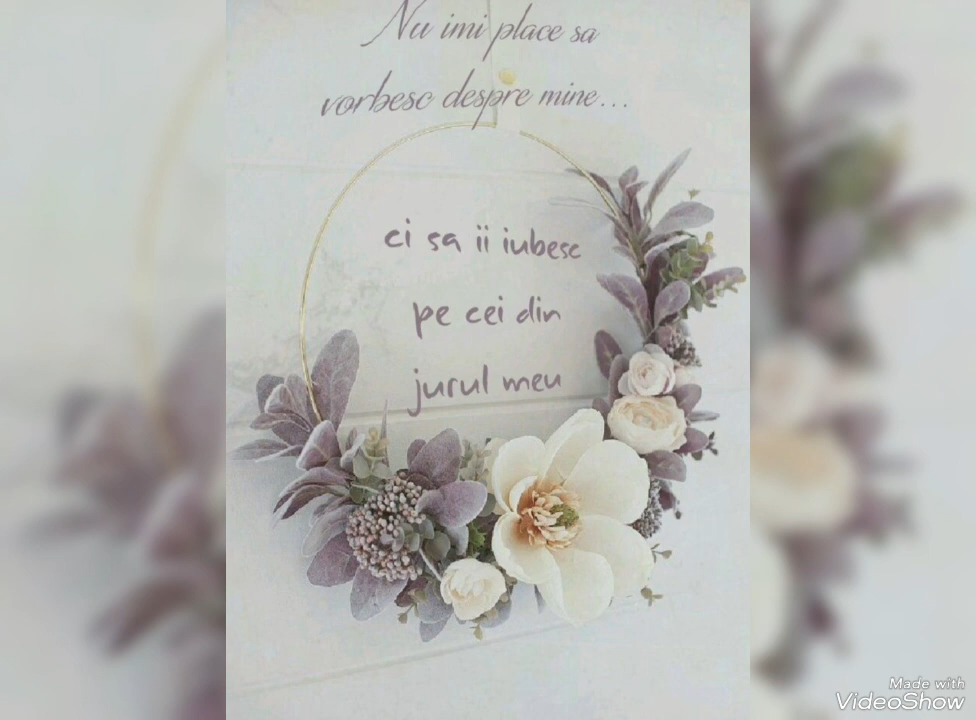 Nu imi place sa
vorbesc despre mine...
ci sa ii iubesc
pe cei din
jurul meu
Made with
VideoShow